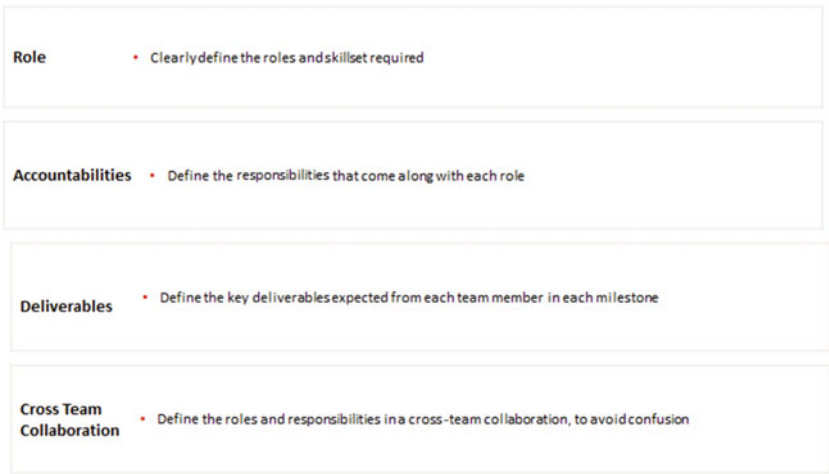 Role
• Clearly define the roles and skillset required
Accountabilities
• Define the responsibilities that come along with each role
Deliverables
• Define the key deliverables expected from each team member in each milestone
Cross Team
Collaboration
• Define the roles and responsibilities in a cross-team collaboration, to avoid confusion